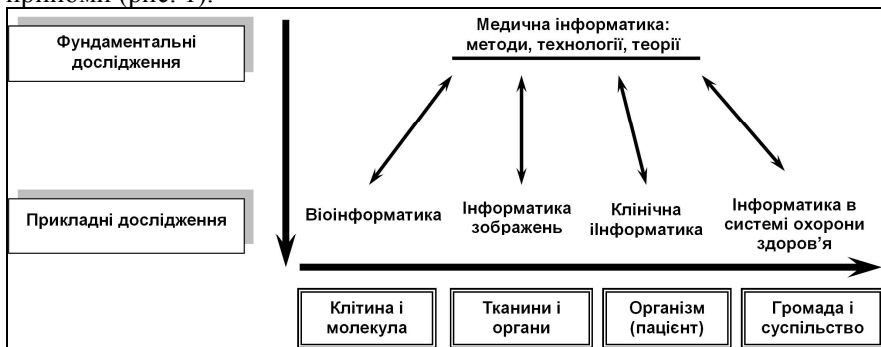 прийоми (рис. 1).
Фундаментальні
дослідження
Медична інформатика:
методи, технології, теорії
Прикладні дослідження
Віоінформатика
Інформатика
зображень
Клінічна
іІнформатика
Інформатика в
системі охорони
здоров’я
Клітина і
молекула
Тканини і
органи
Організм
(пацієнт)
Громада і
суспільство